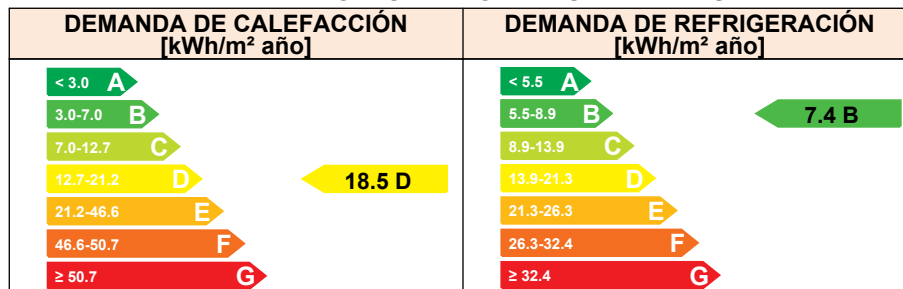 DEMANDA DE CALEFACCIÓN
[kWh/m² año]
< 3.0 A
3.0-7.0 B
7.0-12.7 C
12.7-21.2 D
18.5 D
21.2-46.6 E
46.6-50.7 F
≥ 50.7 G
DEMANDA DE REFRIGERACIÓN
[kWh/m² año]
< 5.5 A
5.5-8.9 B
7.4 B
8.9-13.9 C
13.9-21.3 D
21.3-26.3 E
26.3-32.4 F
≥ 32.4 G